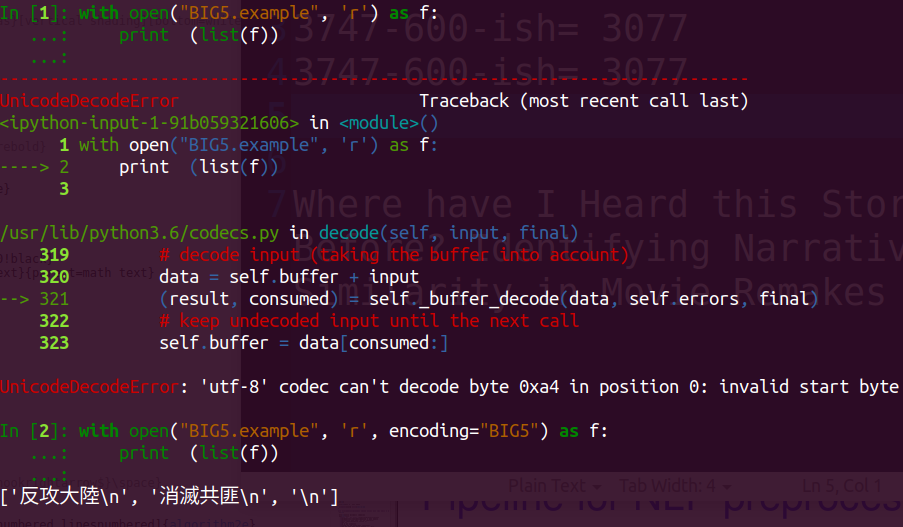 In [1]: with open("BIG5.example", 'r') as f:
   ...:     print  (list(f))
   ...:
3747-600-ish= 3077
3747-600-ish= 3077
---------------------------------------------------------------------------
UnicodeDecodeError                        Traceback (most recent call last)
<ipython-input-1-91b059321606> in <module>()
      1 with open("BIG5.example", 'r') as f:
----> 2     print  (list(f))
      3
7 Where have I Heard this Stor
Before? Identifying Narrativ
Similarity in Movie Remakes
/usr/lib/python3.6/codecs.py in decode(self, input, final)
    319         # decode input (taking the buffer into account)
    320         data = self.buffer + input
--> 321         (result, consumed) = self._buffer_decode(data, self.errors, final)
    322         # keep undecoded input until the next call
    323         self.buffer = data[consumed:]
UnicodeDecodeError: 'utf-8' codec can't decode byte 0xa4 in position 0: invalid start byte
In [2]: with open("BIG5.example", 'r', encoding="BIG5") as f:
   ...:     print  (list(f))
   ...:
['反攻大陸\n', '消滅共匪\n', '\n']
Plain Text Tab Width: 4 Ln 5, Col 1
Pipeline for NLP preproces